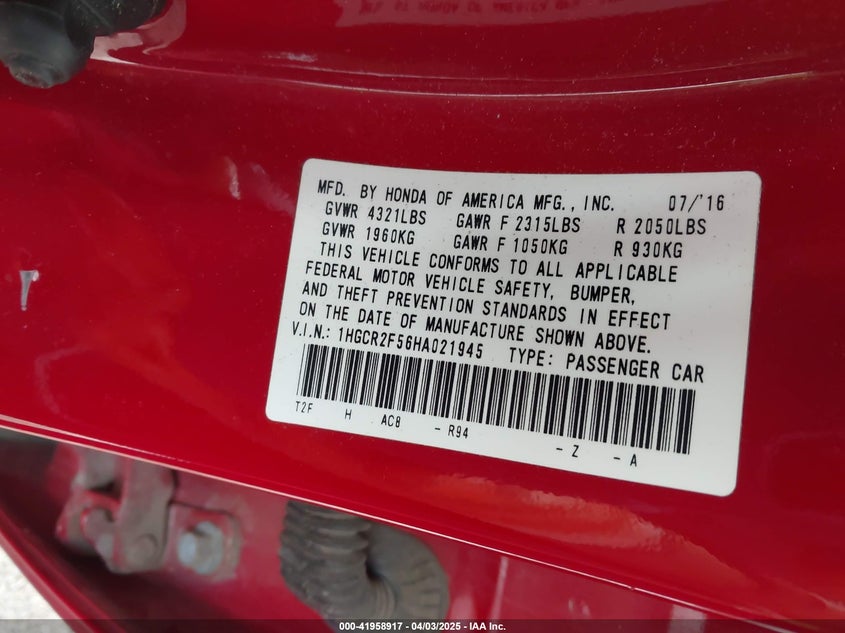 MFD. BY HONDA OF AMERICA MFG., INC. 07/'16
GVWR 4321LBS GAWR F 2315LBS R 2050LBS
GVWR 1960KG GAWR F 1050KG R 930KG
THIS VEHICLE CONFORMS TO ALL APPLICABLE
FEDERAL MOTOR VEHICLE SAFETY, BUMPER,
AND THEFT PREVENTION STANDARDS IN EFFECT
ON THE DATE OF MANUFACTURE SHOWN ABOVE.
V.I.N.: 1HGCR2F56HA021945 TYPE: PASSENGER CAR
T2F H AC8 - R94 - Z - A
000-41958917 - 04/03/2025 - IAA Inc.